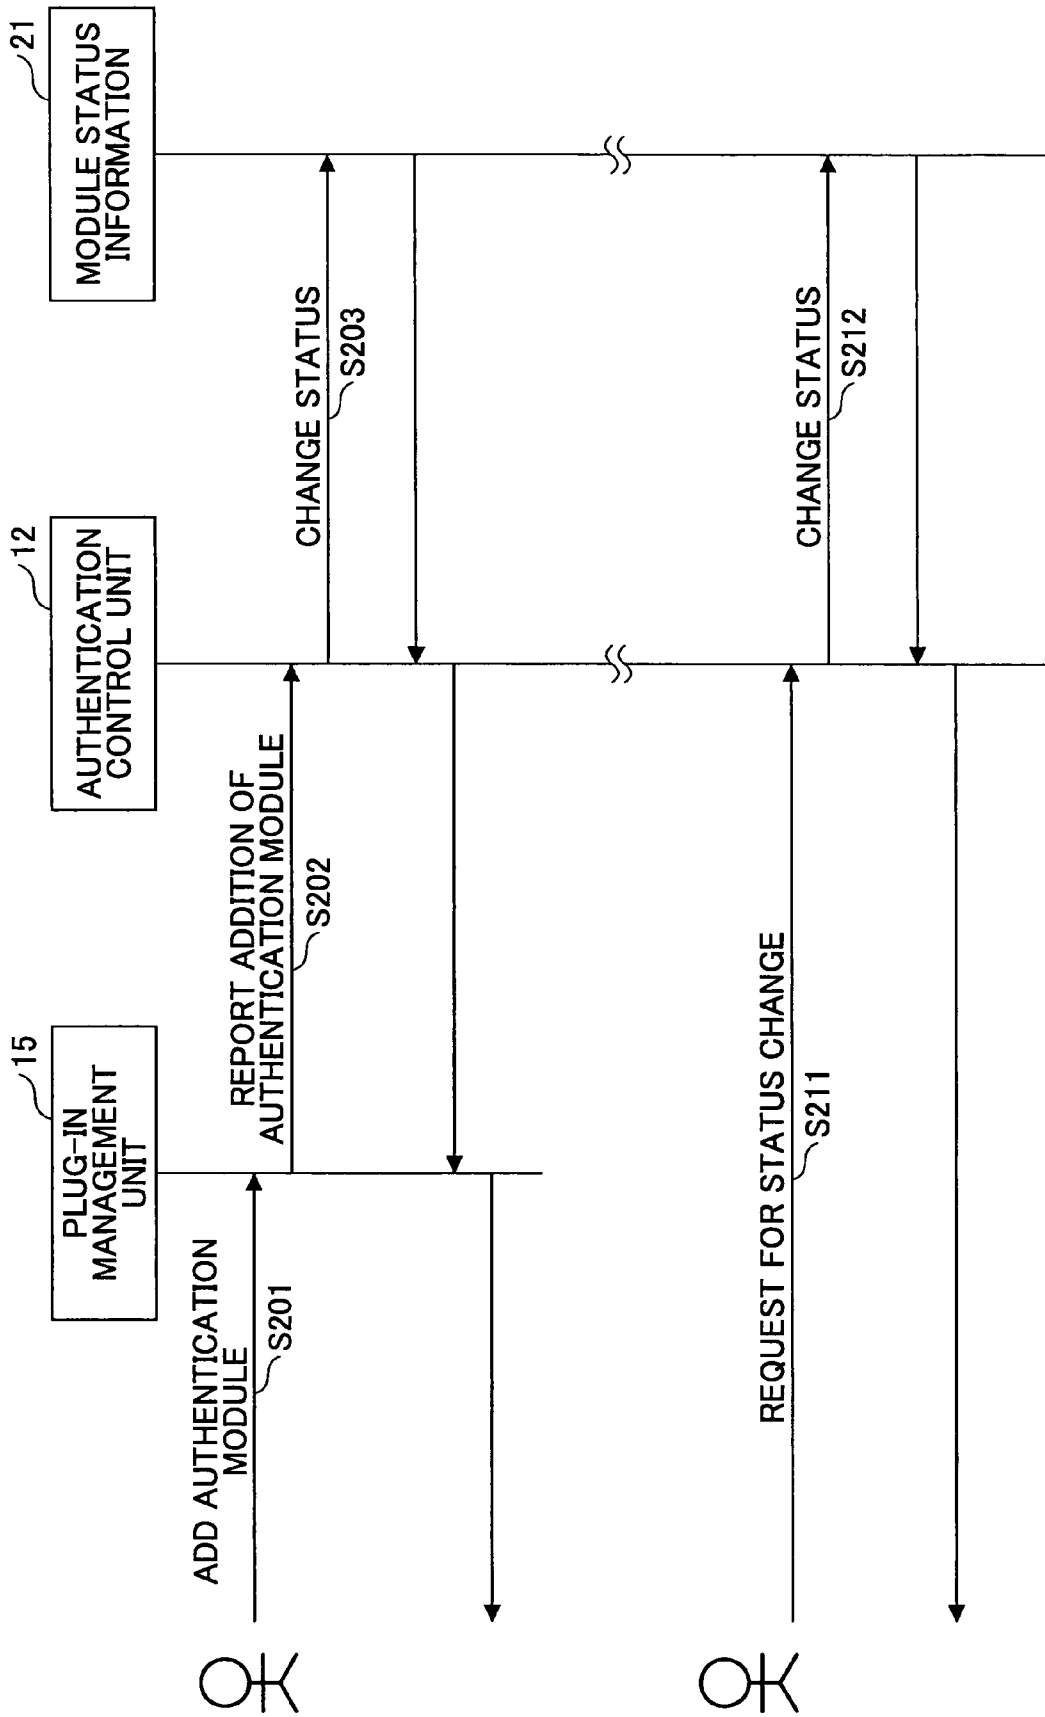 PLUG-IN
MANAGEMENT
UNIT
15
AUTHENTICATION
CONTROL UNIT
12
MODULE STATUS
INFORMATION
21
ADD AUTHENTICATION
MODULE
S201
REPORT ADDITION OF
AUTHENTICATION MODULE
S202
CHANGE STATUS
S203
REQUEST FOR STATUS CHANGE
S211
CHANGE STATUS
S212